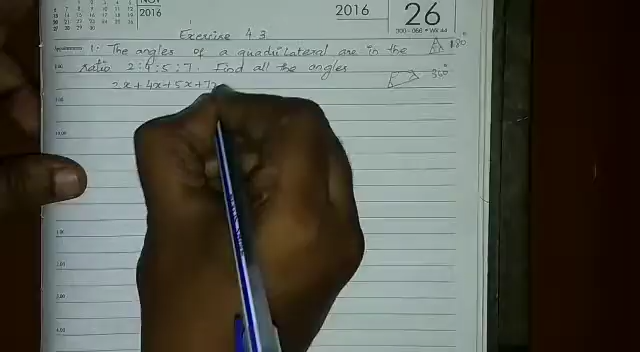 2016
2016
26
Exercise 4.3
Appointments 1. The angles of a quadrilateral are in the
180°
ratio 2:4:5:7. Find all the angles
360°
2x+4x+5x+7x